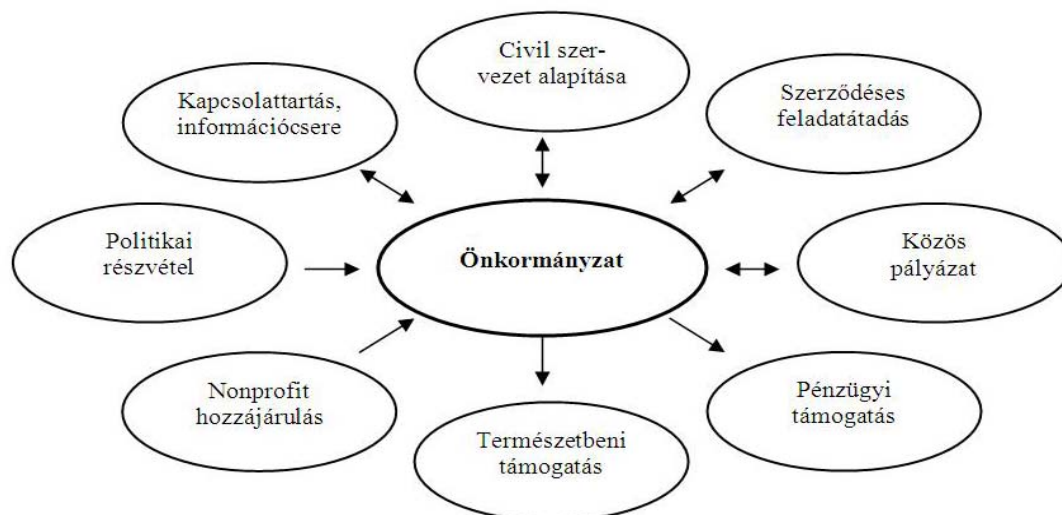 Civil szer-
vezet alapítása
Kapcsolattartás,
információcsere
Szerződéses
feladatátadás
Politikai
részvétel
Önkormányzat
Közös
pályázat
Nonprofit
hozzájárulás
Természetbeni
támogatás
Pénzügyi
támogatás